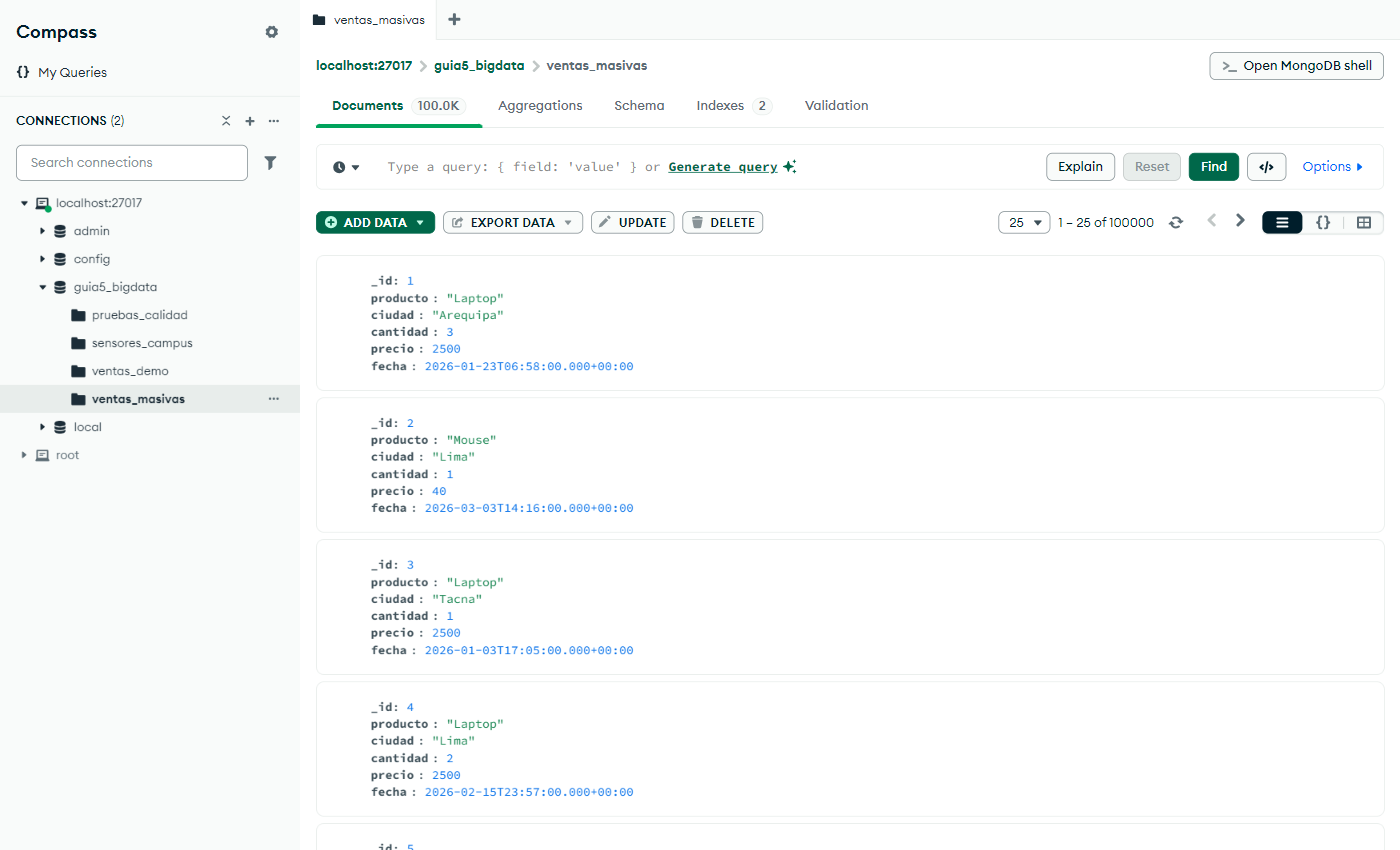 Compass
My Queries
CONNECTIONS (2)
Search connections
localhost:27017
admin
config
guia5_bigdata
pruebas_calidad
sensores_campus
ventas_demo
ventas_masivas
local
root
ventas_masivas
localhost:27017 guia5_bigdata ventas_masivas
>_ Open MongoDB shell
Documents 100.0K Aggregations Schema Indexes 2 Validation
Type a query: { field: 'value' } or Generate query
Explain Reset Find </> Options
ADD DATA EXPORT DATA UPDATE DELETE
25 1 – 25 of 100000 {}
_id: 1
producto : "Laptop"
ciudad : "Arequipa"
cantidad : 3
precio : 2500
fecha : 2026-01-23T06:58:00.000+00:00
_id: 2
producto : "Mouse"
ciudad : "Lima"
cantidad : 1
precio : 40
fecha : 2026-03-03T14:16:00.000+00:00
_id: 3
producto : "Laptop"
ciudad : "Tacna"
cantidad : 1
precio : 2500
fecha : 2026-01-03T17:05:00.000+00:00
_id: 4
producto : "Laptop"
ciudad : "Lima"
cantidad : 2
precio : 2500
fecha : 2026-02-15T23:57:00.000+00:00
_id: 5